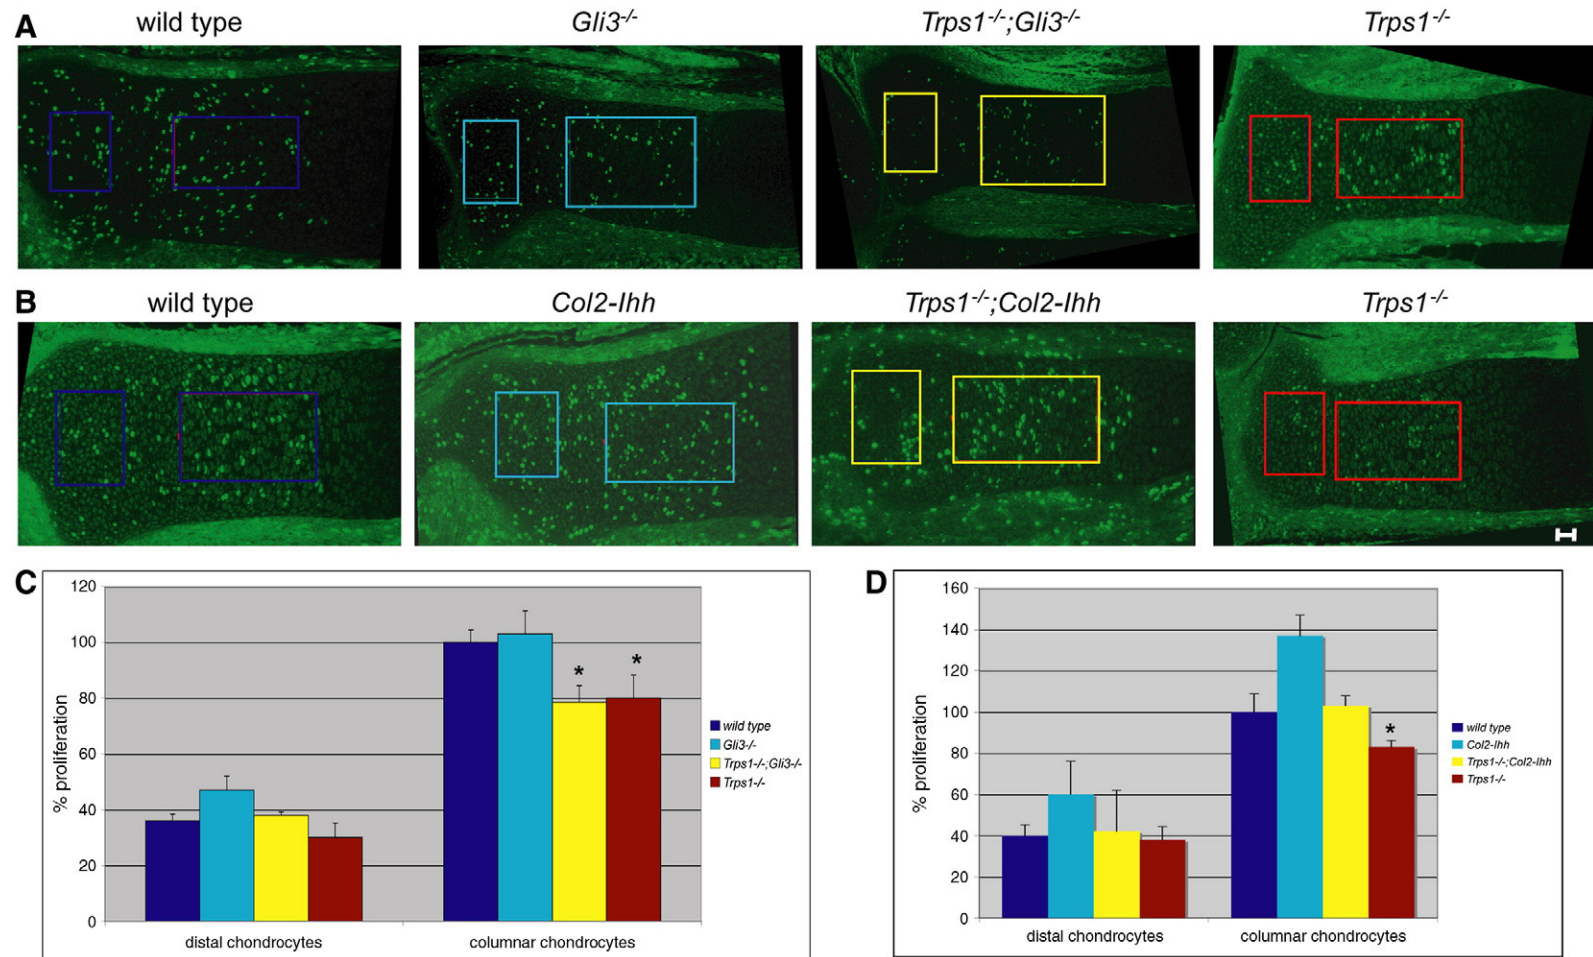 A
wild type
Gli3-/-
Trps1-/-;Gli3-/-
Trps1-/-
B
wild type
Col2-Ihh
Trps1-/-;Col2-Ihh
Trps1-/-
C
% proliferation
120
100
80
60
40
20
0
*
*
distal chondrocytes
columnar chondrocytes
wild type
Gli3-/-
Trps1-/-;Gli3-/-
Trps1-/-
D
% proliferation
160
140
120
100
80
60
40
20
0
*
distal chondrocytes
columnar chondrocytes
wild type
Col2-Ihh
Trps1-/-;Col2-Ihh
Trps1-/-